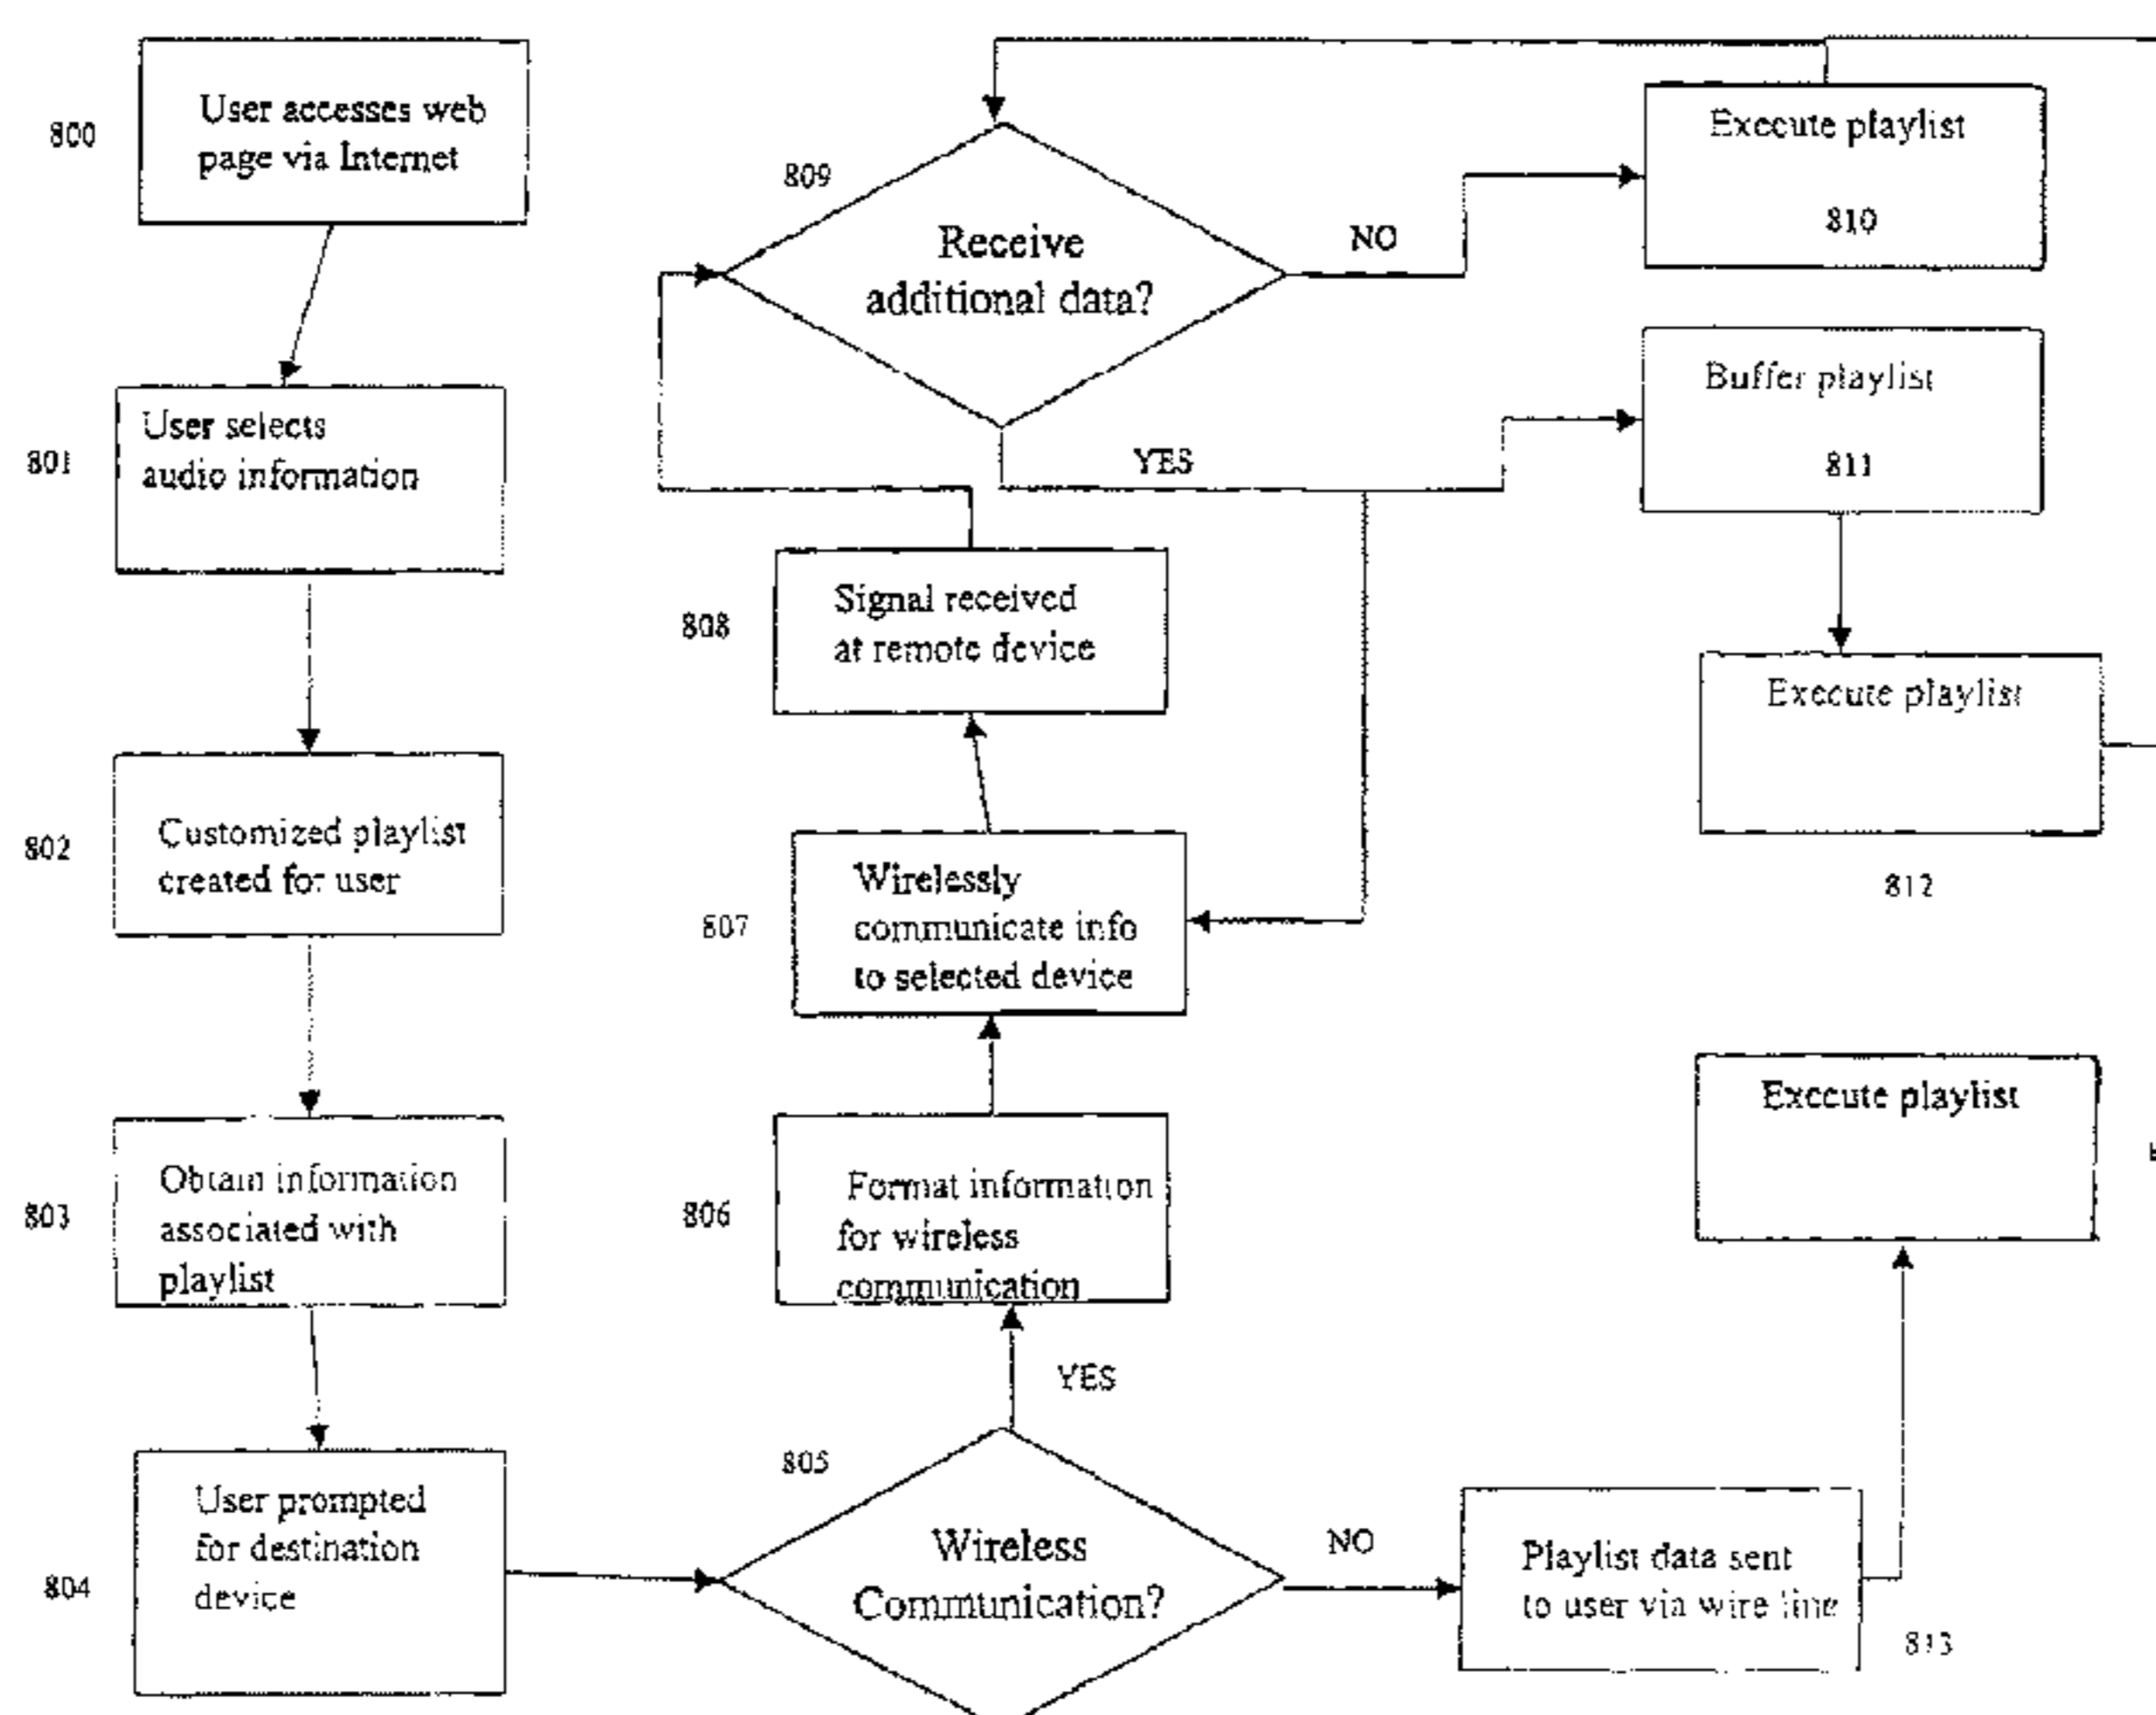 800
User accesses web
page via Internet
801
User selects
audio information
802
Customized playlist
created for user
803
Obtain information
associated with
playlist
804
User prompted
for destination
device
805
Wireless
Communication?
YES
NO
806
Format information
for wireless
communication
807
Wirelessly
communicate info
to selected device
808
Signal received
at remote device
809
Receive
additional data?
NO
YES
Execute playlist
810
Buffer playlist
811
Execute playlist
812
Execute playlist
Playlist data sent
to user via wire line
813